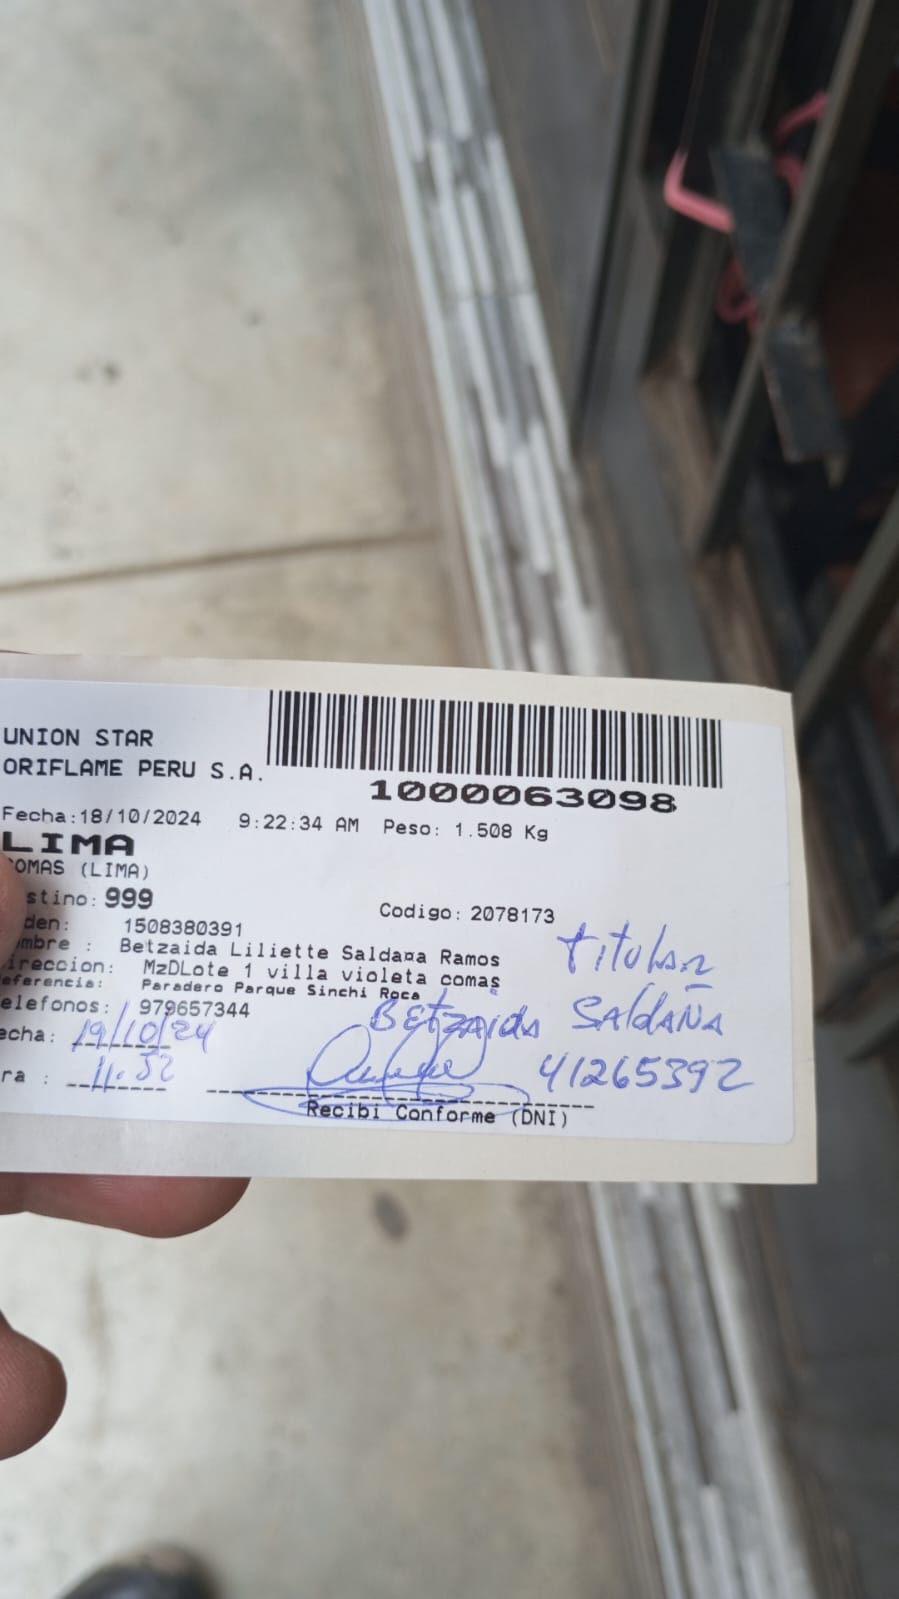 UNION STAR
ORIFLAME PERU S.A.
1000063098
Fecha:18/10/2024 9:22:34 AM Peso: 1.508 Kg
LIMA
COMAS (LIMA)
stino: 999 Codigo: 2078173
den: 1508380391
mbre : Betzaida Liliette Saldaña Ramos
ireccion: MzDLote 1 villa violeta comas
eferencia: Paradero Parque Sinchi Roca
elefonos: 979657344
titular
BETZAIDA SALDAÑA
echa: 19/10/24
41265392
ra : 11:32
Recibi Conforme (DNI)